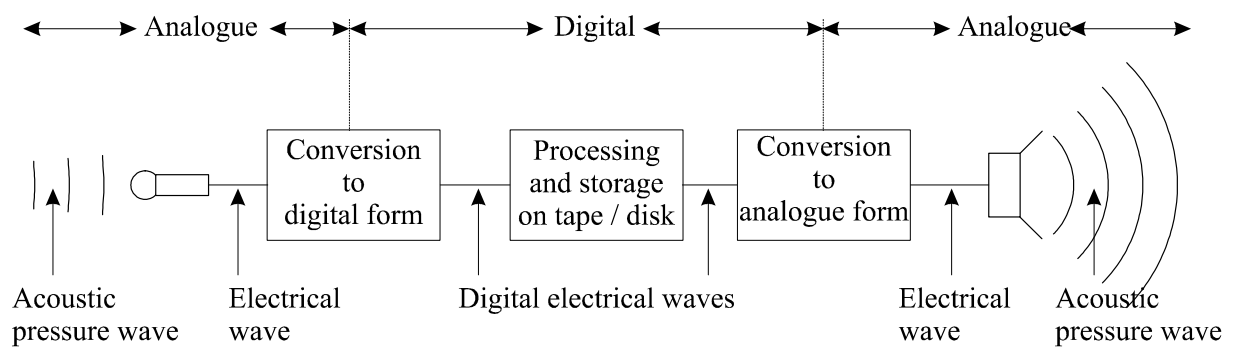 Analogue
Digital
Analogue
Conversion
to
digital form
Processing
and storage
on tape / disk
Conversion
to
analogue form
Acoustic
pressure wave
Electrical
wave
Digital electrical waves
Electrical
wave
Acoustic
pressure wave